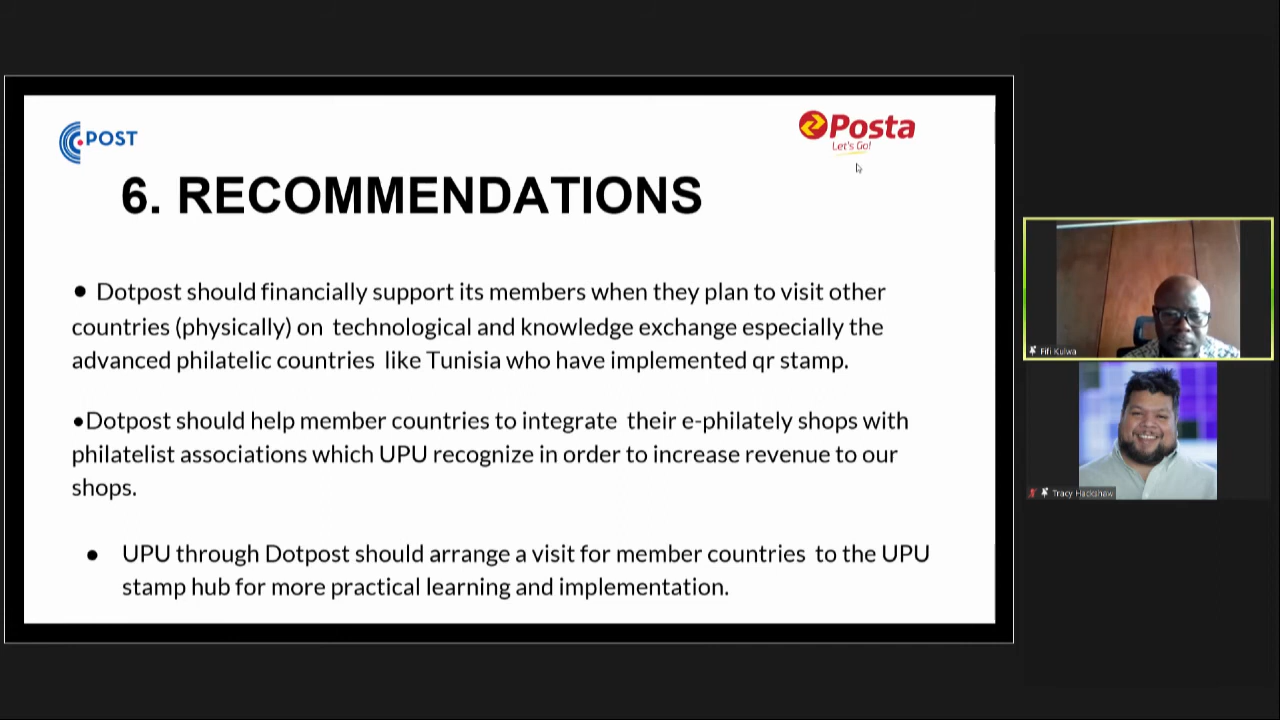 POST
Posta
Let's Go!
6. RECOMMENDATIONS
● Dotpost should financially support its members when they plan to visit other
countries (physically) on technological and knowledge exchange especially the
advanced philatelic countries like Tunisia who have implemented qr stamp.
●Dotpost should help member countries to integrate their e-philately shops with
philatelist associations which UPU recognize in order to increase revenue to our
shops.
● UPU through Dotpost should arrange a visit for member countries to the UPU
stamp hub for more practical learning and implementation.
Fifi Kulwa
Tracy Hackshaw